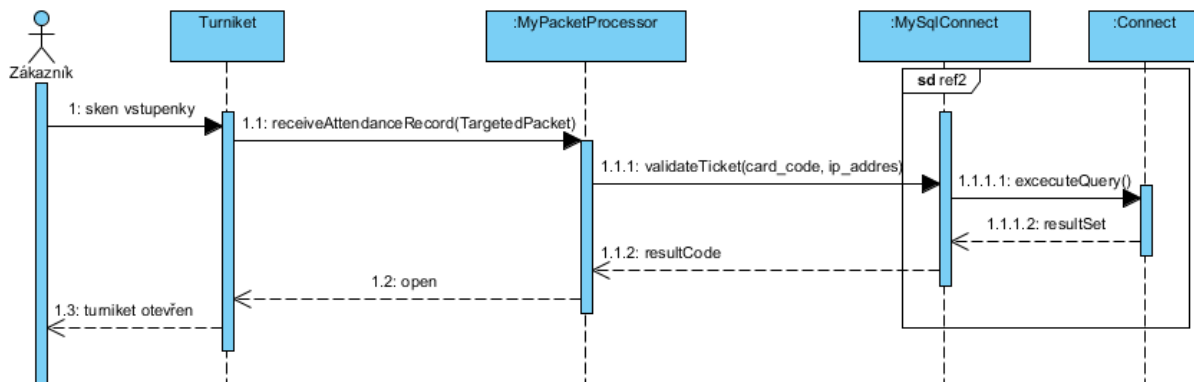 Turniket
:MyPacketProcessor
:MySqlConnect
:Connect
Zákazník
sd ref2
1: sken vstupenky
1.1: receiveAttendanceRecord(TargetedPacket)
1.1.1: validateTicket(card_code, ip_addres)
1.1.1.1: excecuteQuery()
1.1.1.2: resultSet
1.1.2: resultCode
1.2: open
1.3: turniket otevřen